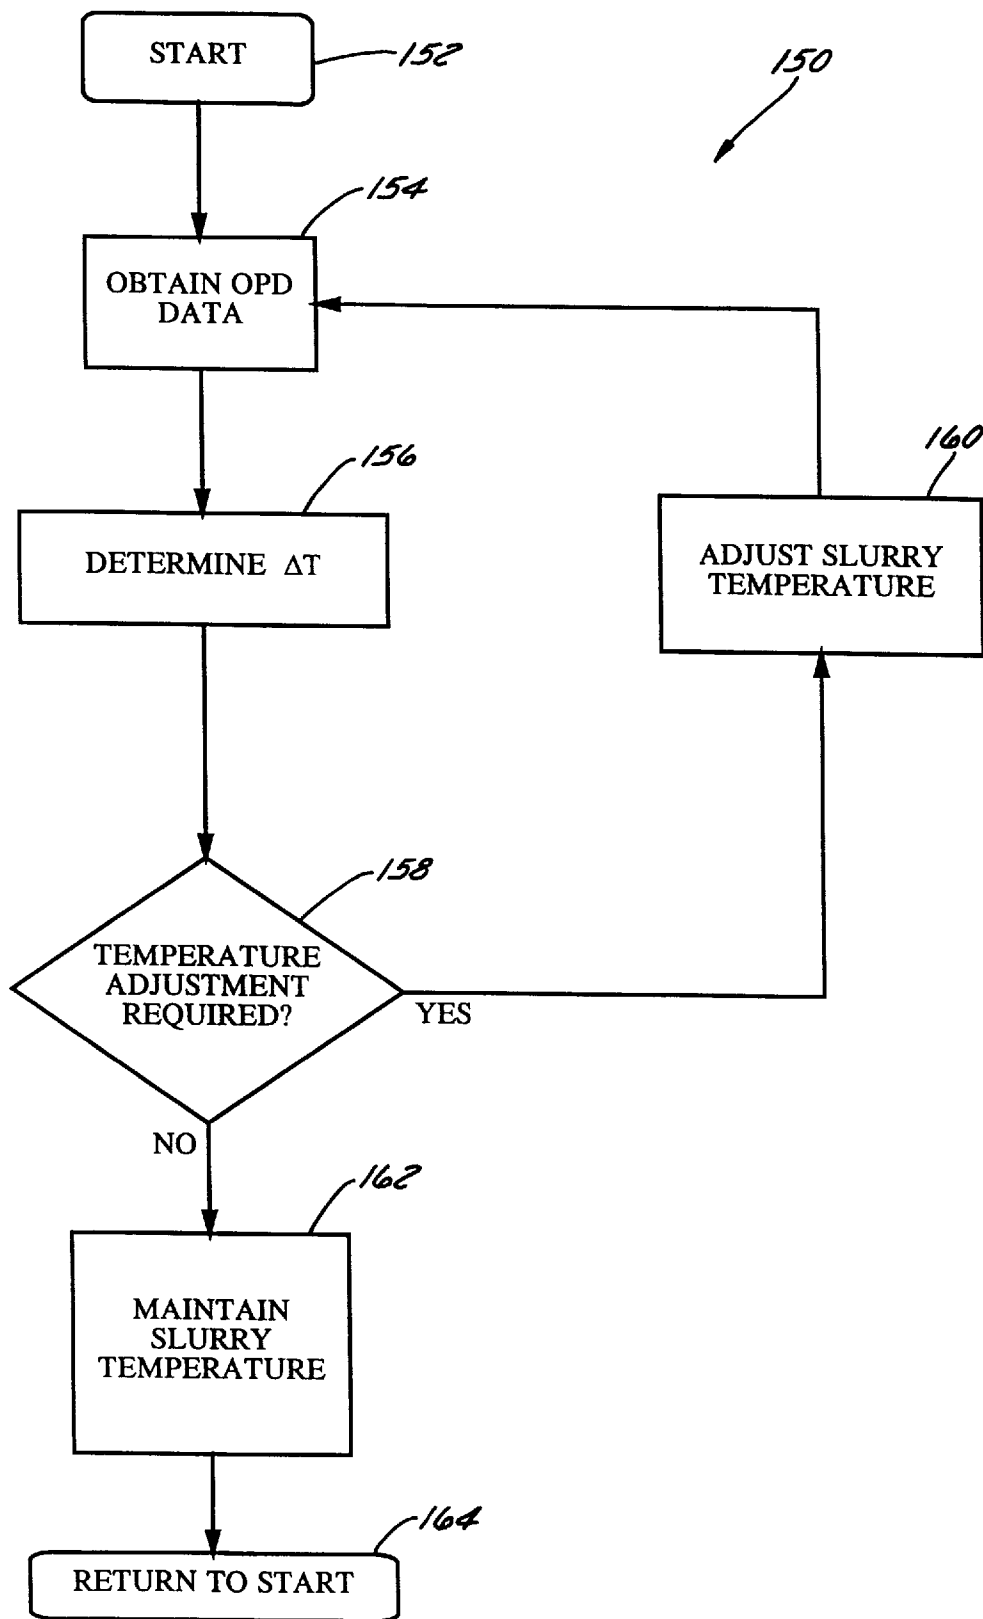 START
152
150
154
OBTAIN OPD
DATA
156
160
DETERMINE ΔT
ADJUST SLURRY
TEMPERATURE
158
TEMPERATURE
ADJUSTMENT
REQUIRED?
YES
NO
162
MAINTAIN
SLURRY
TEMPERATURE
164
RETURN TO START